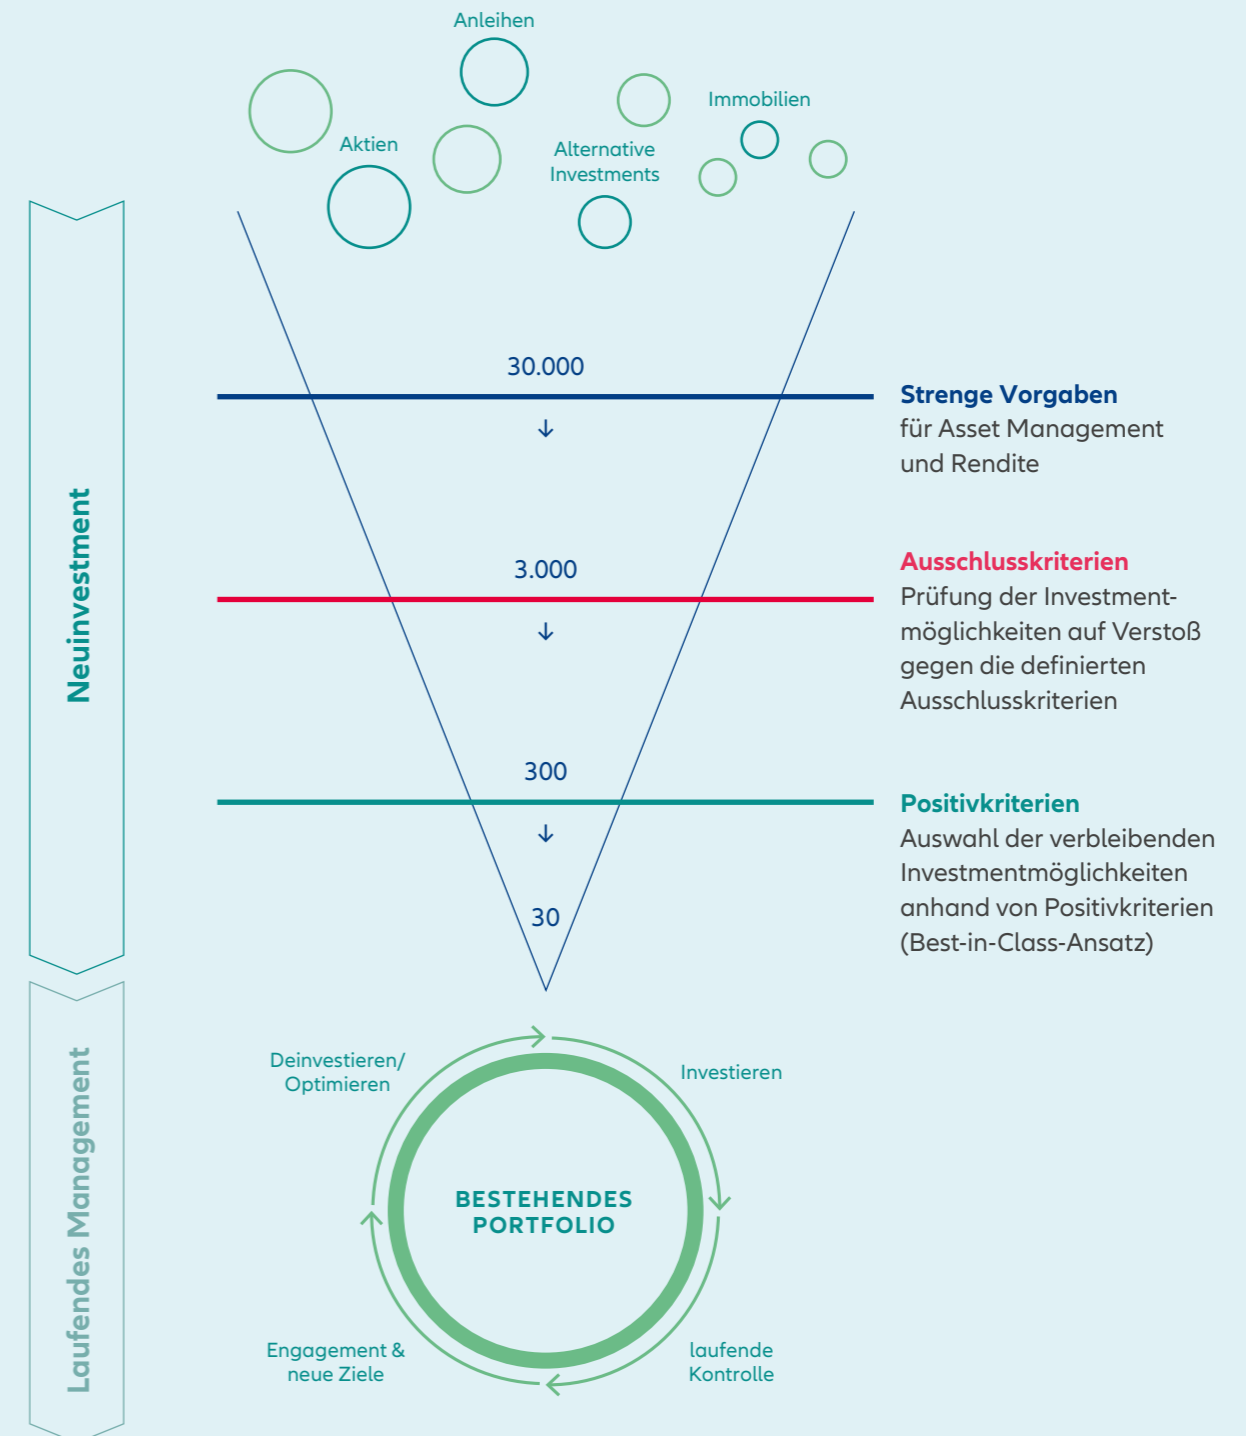 Anleihen
Immobilien
Aktien
Alternative
Investments
Neuinvestment
30.000
↓
Strenge Vorgaben
für Asset Management
und Rendite
3.000
↓
Ausschlusskriterien
Prüfung der Investment-
möglichkeiten auf Verstoß
gegen die definierten
Ausschlusskriterien
300
↓
30
Positivkriterien
Auswahl der verbleibenden
Investmentmöglichkeiten
anhand von Positivkriterien
(Best-in-Class-Ansatz)
Laufendes Management
Deinvestieren/
Optimieren
Investieren
BESTEHENDES
PORTFOLIO
Engagement &
neue Ziele
laufende
Kontrolle